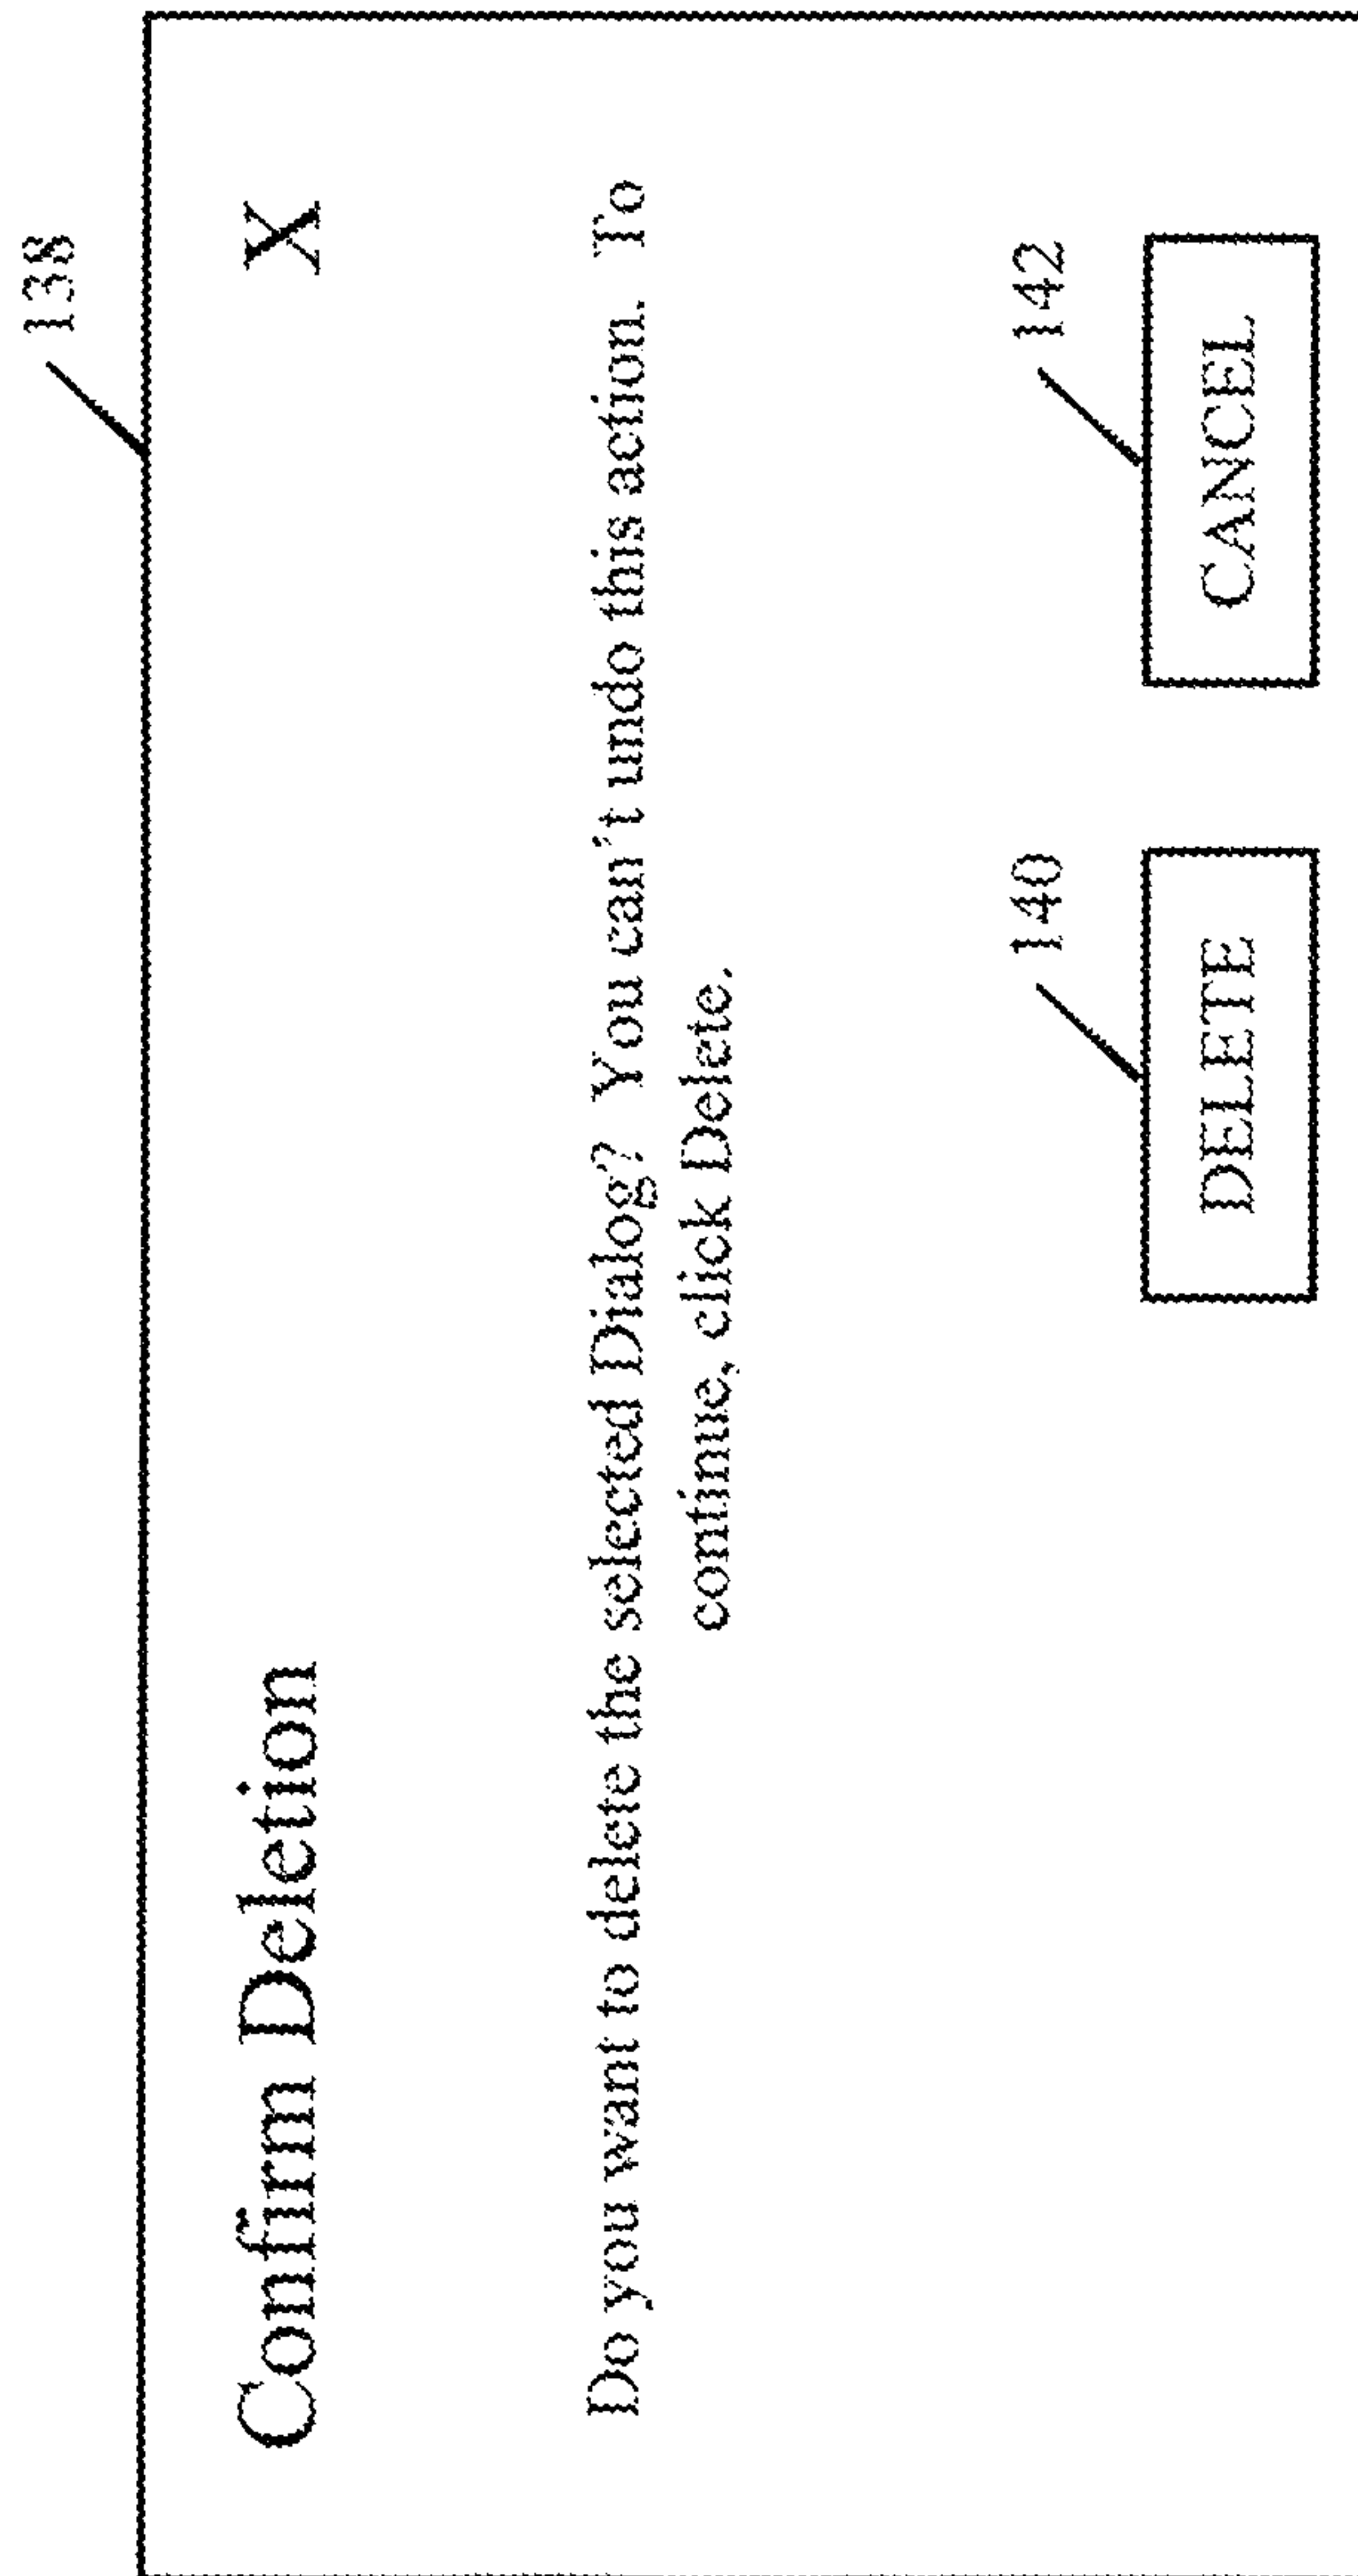 138
Confirm Deletion X
Do you want to delete the selected Dialog? You can't undo this action. To
continue, click Delete.
140 142
DELETE CANCEL